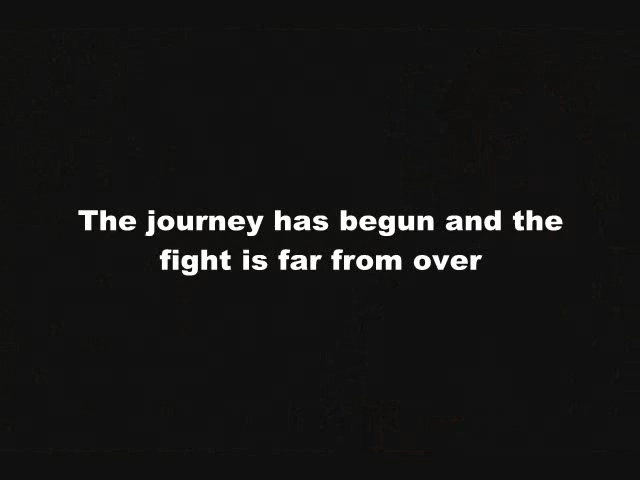 The journey has begun and the
fight is far from over